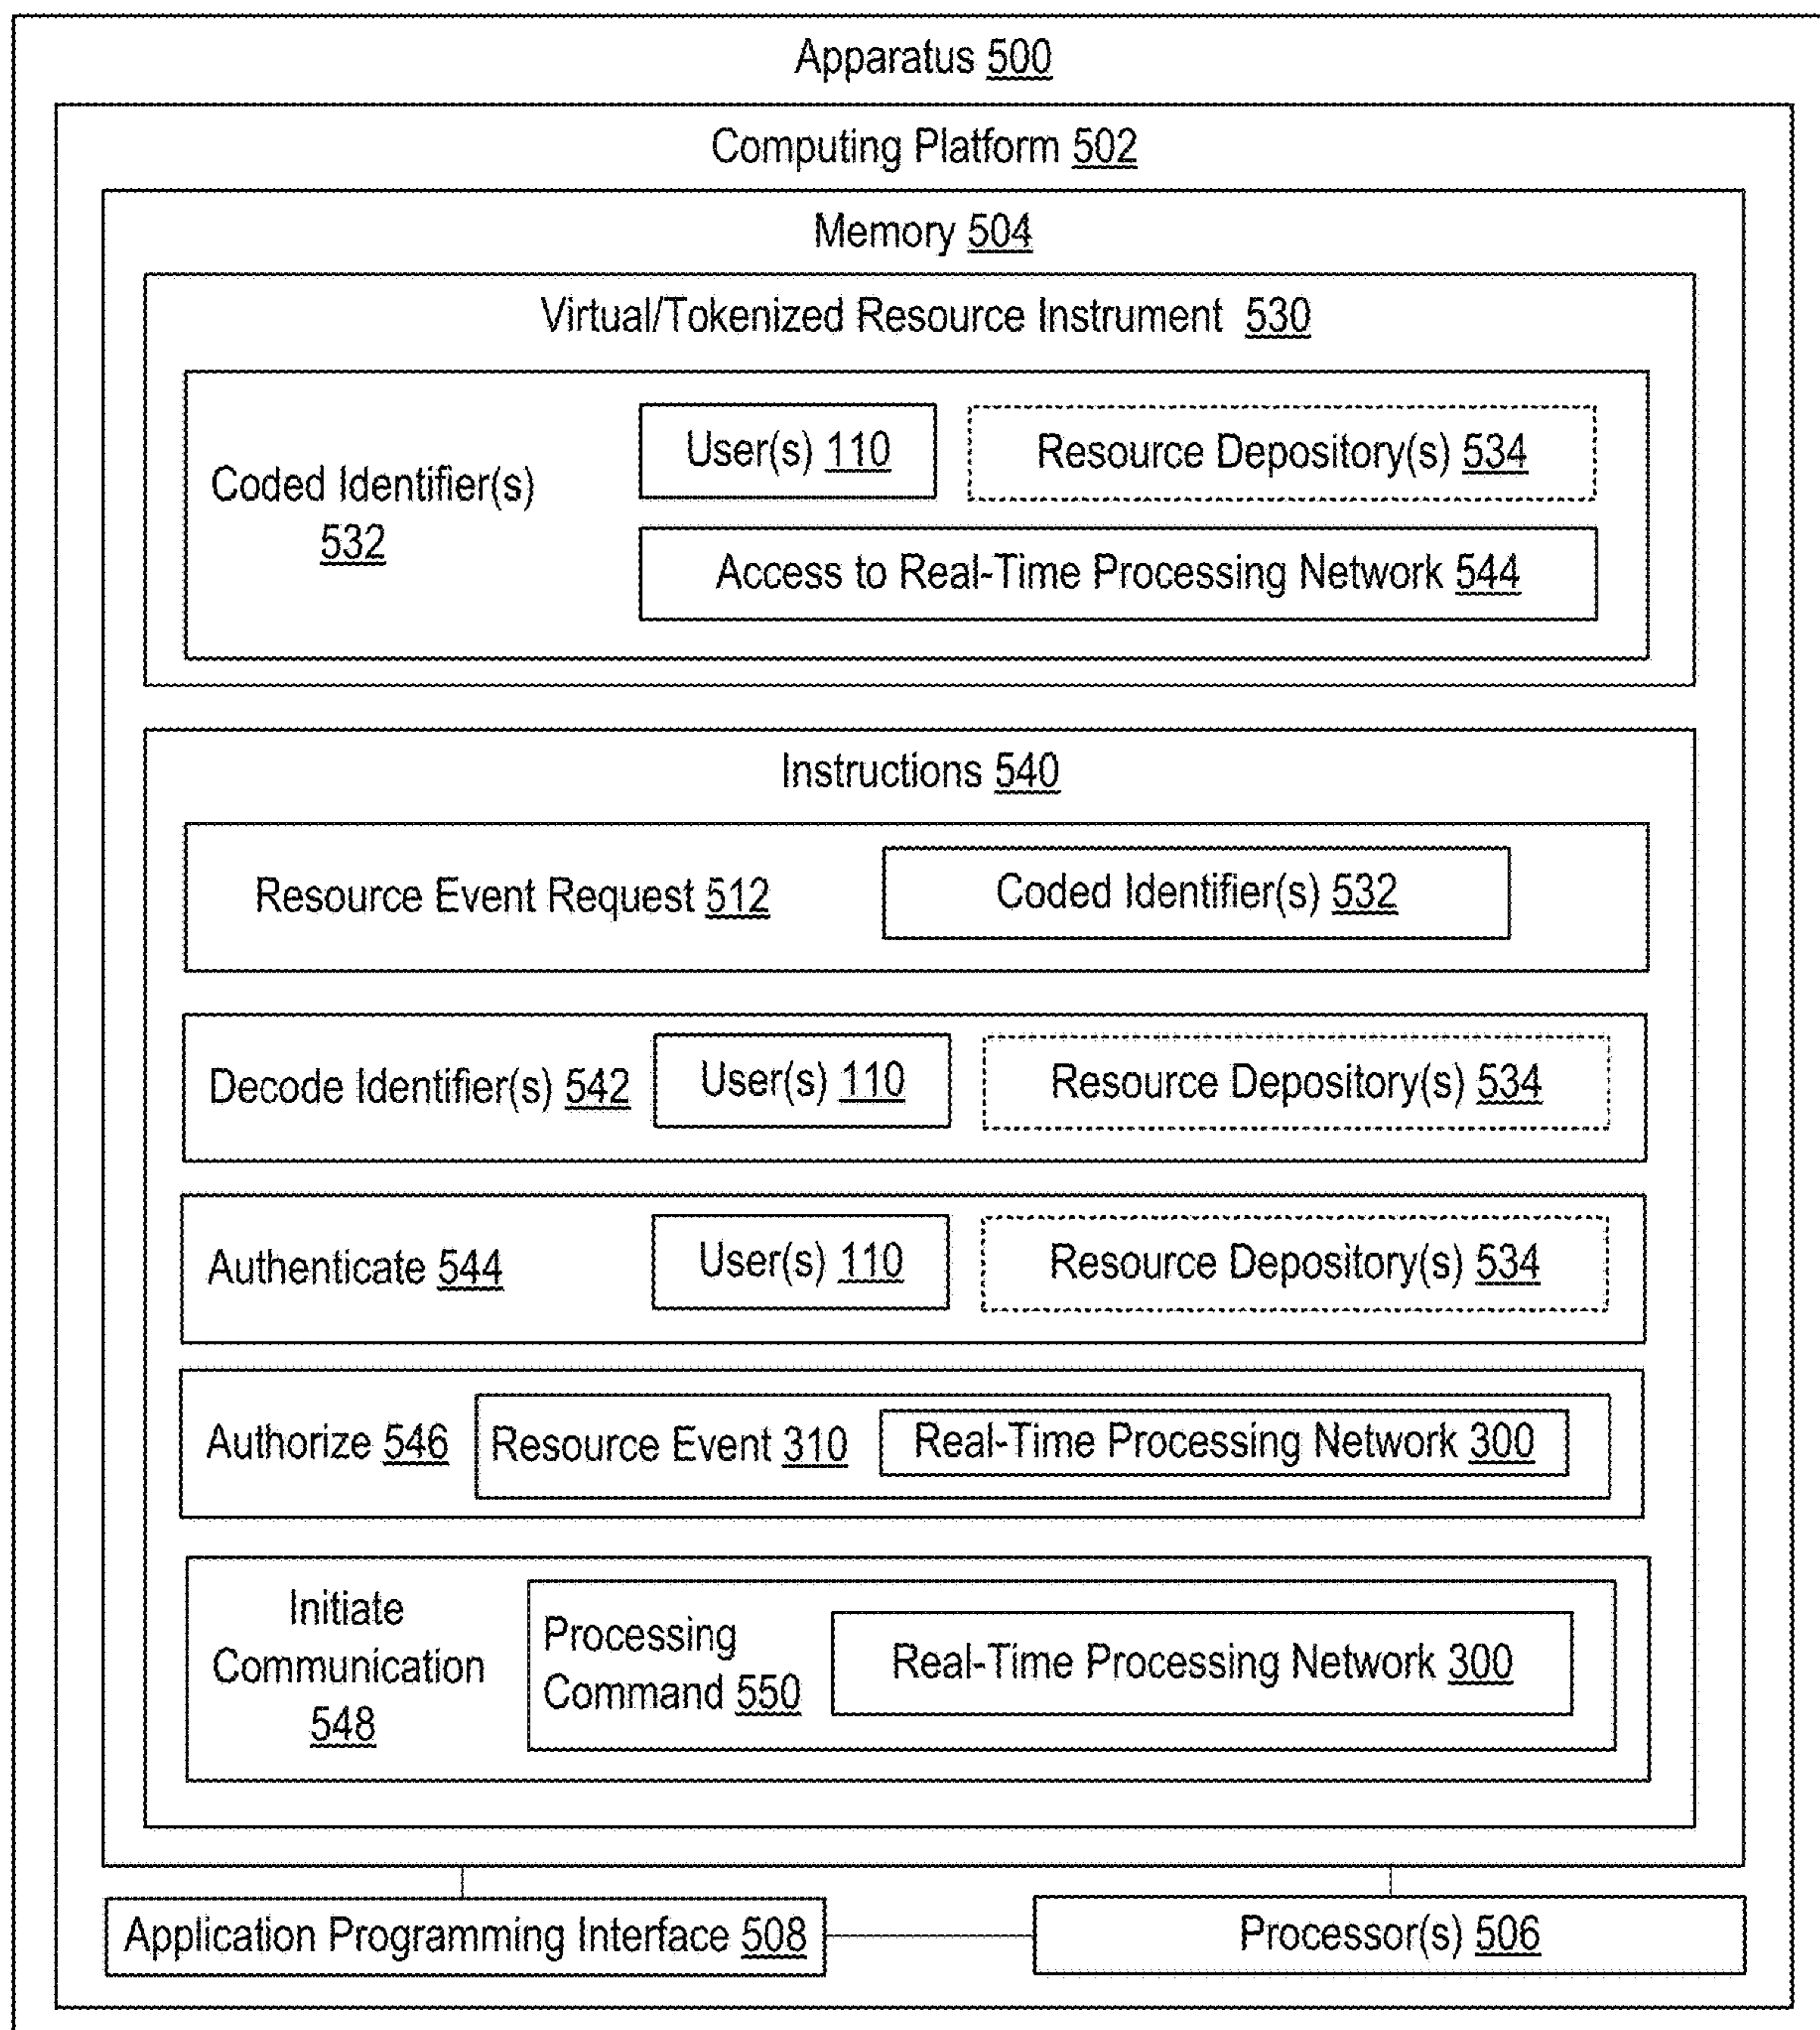 Apparatus 500
Computing Platform 502
Memory 504
Virtual/Tokenized Resource Instrument 530
User(s) 110
Resource Depository(s) 534
Coded Identifier(s)
532
Access to Real-Time Processing Network 544
Instructions 540
Resource Event Request 512
Coded Identifier(s) 532
Decode Identifier(s) 542
User(s) 110
Resource Depository(s) 534
Authenticate 544
User(s) 110
Resource Depository(s) 534
Authorize 546
Resource Event 310
Real-Time Processing Network 300
Initiate
Communication
548
Processing
Command 550
Real-Time Processing Network 300
Application Programming Interface 508
Processor(s) 506